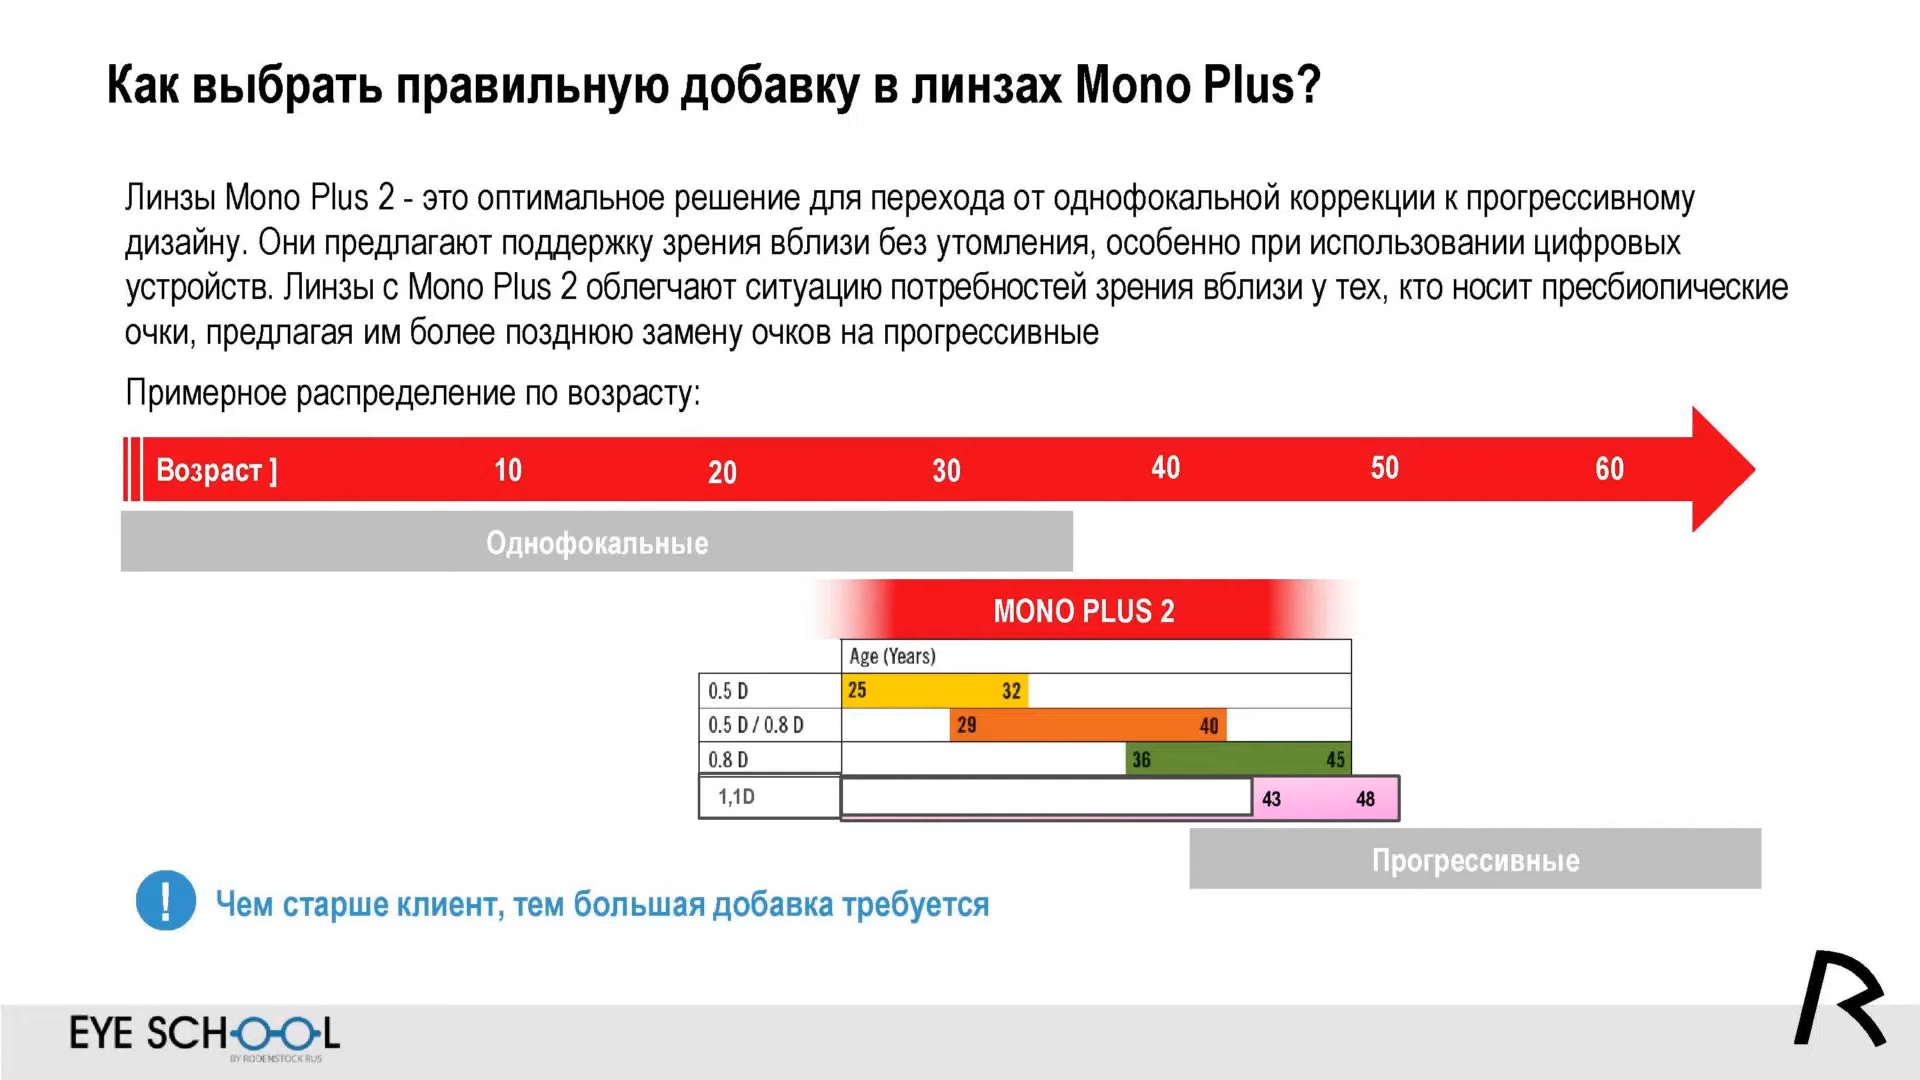 Как выбрать правильную добавку в линзах Mono Plus?
Линзы Mono Plus 2 - это оптимальное решение для перехода от однофокальной коррекции к прогрессивному
дизайну. Они предлагают поддержку зрения вблизи без утомления, особенно при использовании цифровых
устройств. Линзы с Mono Plus 2 облегчают ситуацию потребностей зрения вблизи у тех, кто носит пресбиопические
очки, предлагая им более позднюю замену очков на прогрессивные
Примерное распределение по возрасту:
Возраст ] 10 20 30 40 50 60
Однофокальные
MONO PLUS 2
Age (Years)
0.5 D 25 32
0.5 D / 0.8 D 29 40
0.8 D 36 45
1,1D 43 48
Прогрессивные
! Чем старше клиент, тем большая добавка требуется
R
EYE SCHOOL
BY RODENSTOCK RUS